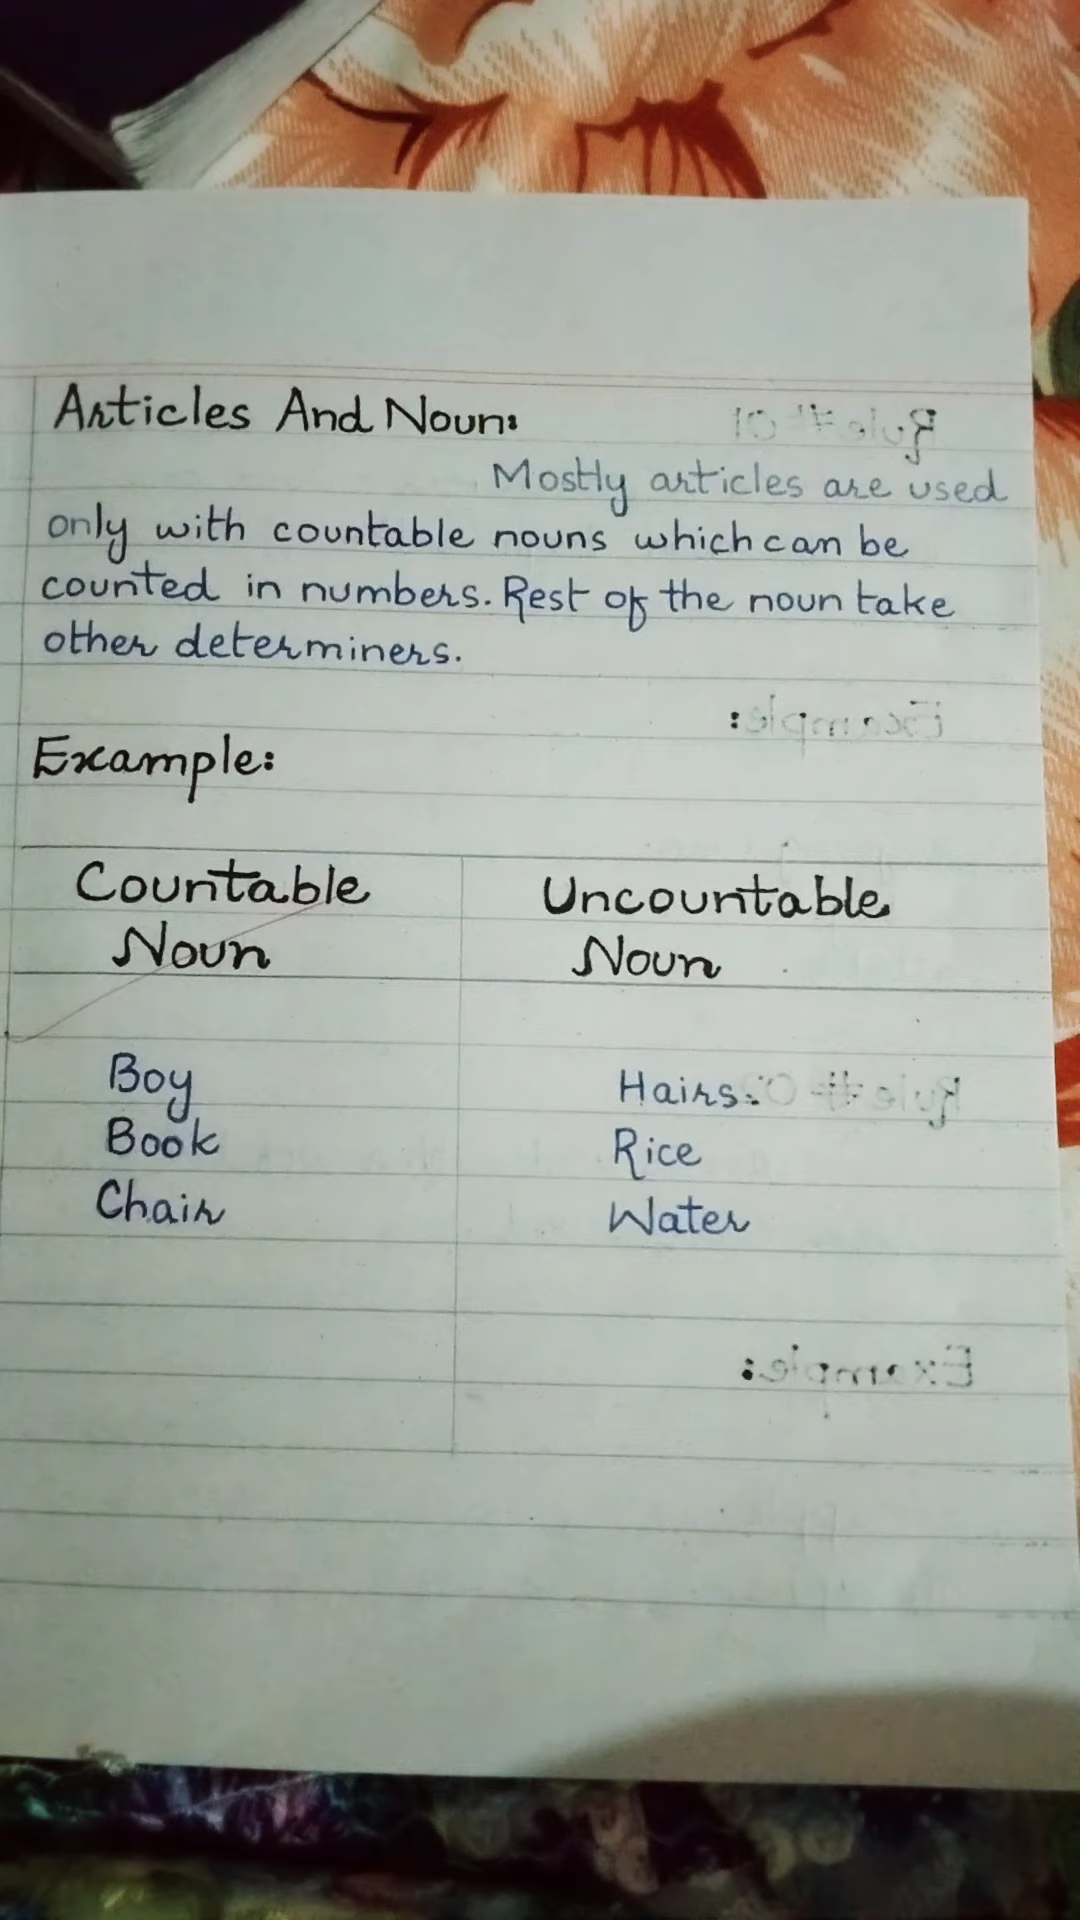 Articles And Noun:
Mostly articles are used
only with countable nouns which can be
counted in numbers. Rest of the noun take
other determiners.
Example:
Countable Noun
Uncountable Noun
Boy
Hairs.
Book
Rice
Chair
Water